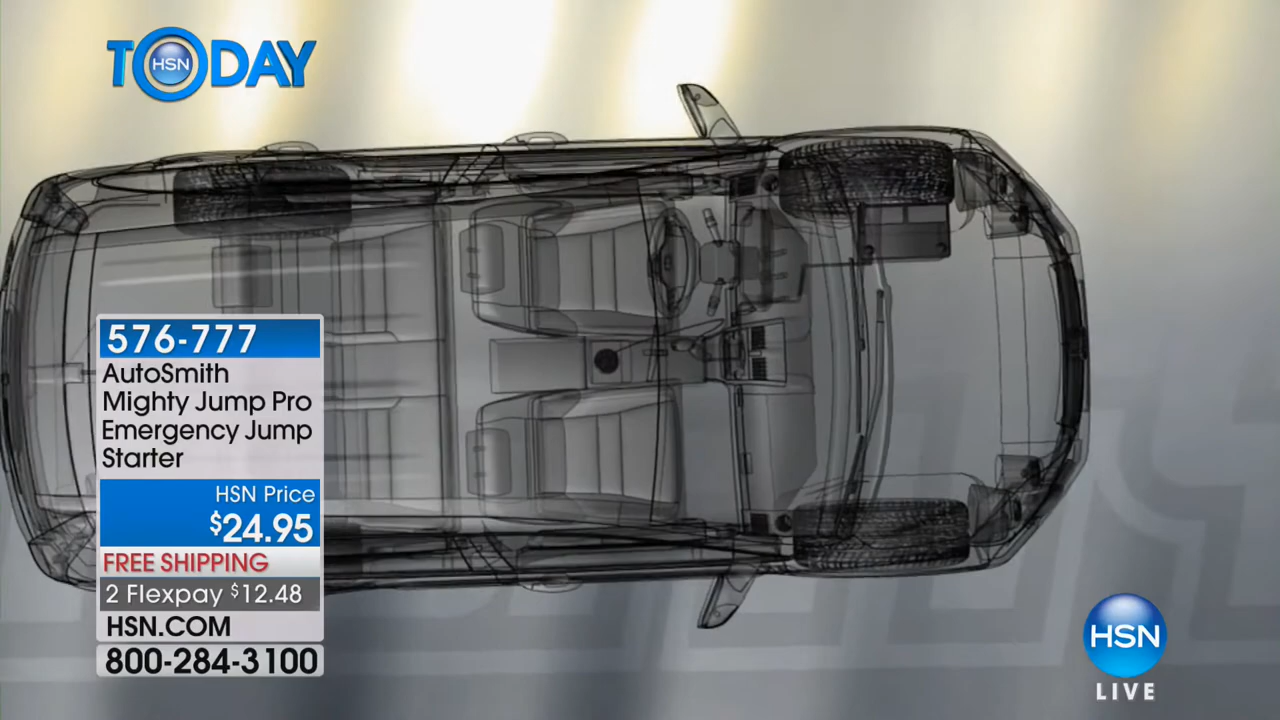 TODAY
HSN
576-777
AutoSmith
Mighty Jump Pro
Emergency Jump
Starter
HSN Price
$24.95
FREE SHIPPING
2 Flexpay $12.48
HSN.COM
800-284-3100
HSN
LIVE